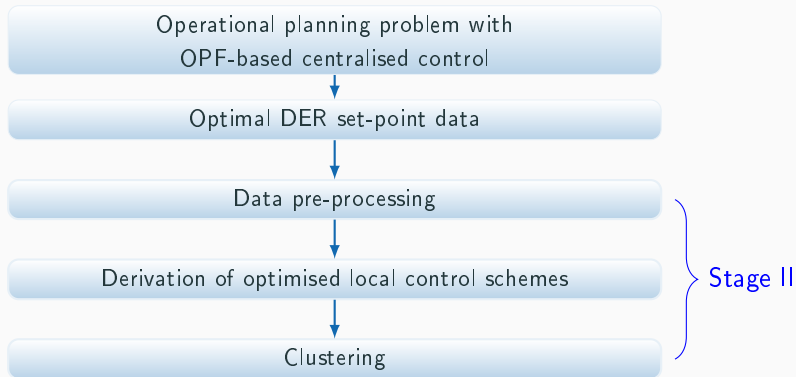 Operational planning problem with
OPF-based centralised control
Optimal DER set-point data
Data pre-processing
Derivation of optimised local control schemes
Stage II
Clustering